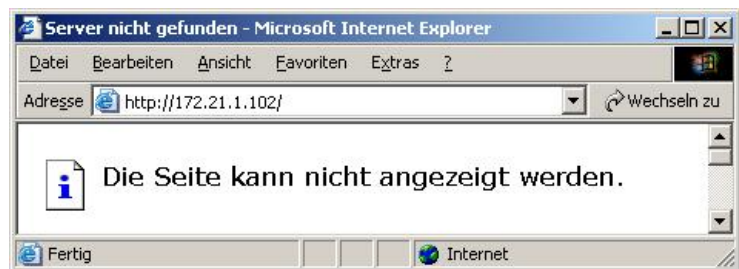 Server nicht gefunden - Microsoft Internet Explorer
Datei Bearbeiten Ansicht Favoriten Extras ?
Adresse http://172.21.1.102/ Wechseln zu
Die Seite kann nicht angezeigt werden.
Fertig Internet